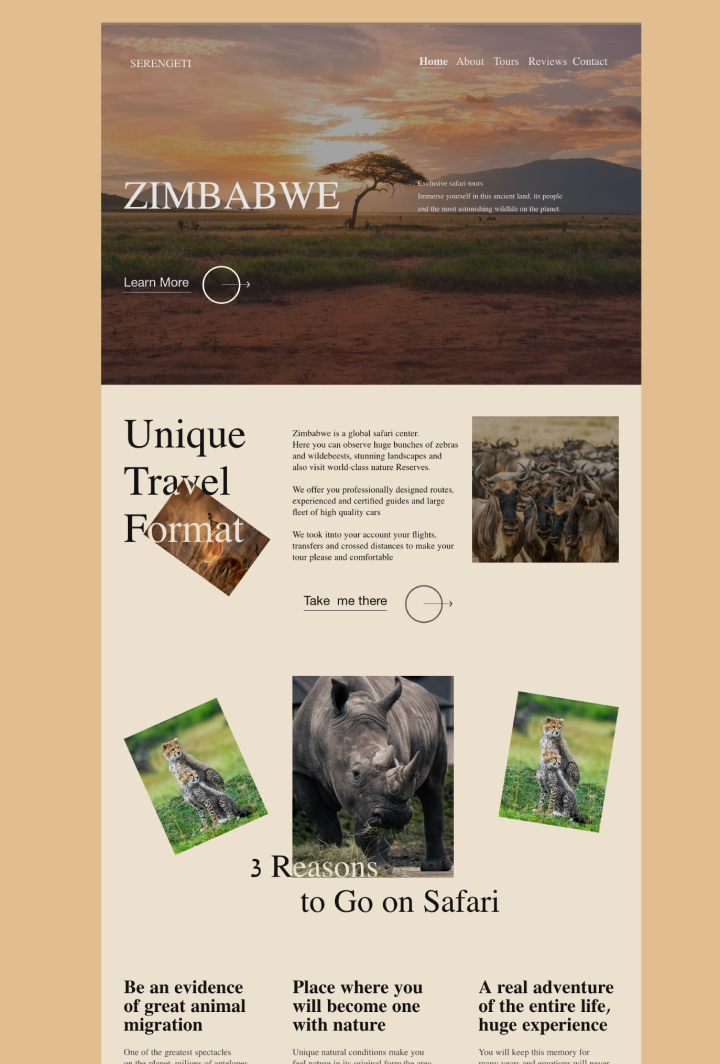 SERENGETI
Home About Tours Reviews Contact
ZIMBABWE
Exclusive safari tours
Immerse yourself in this ancient land, its people
and the most astonishing wildlife on the planet
Learn More
Unique
Travel
Format
Zimbabwe is a global safari center.
Here you can observe huge bunches of zebras
and wildebeests, stunning landscapes and
also visit world-class nature Reserves.
We offer you professionally designed routes,
experienced and certified guides and large
fleet of high quality cars
We took itnto your account your flights,
transfers and crossed distances to make your
tour please and comfortable
Take me there
3 Reasons
to Go on Safari
Be an evidence
of great animal
migration
One of the greatest spectacles
on the planet, milions of antelopes
Place where you
will become one
with nature
Unique natural conditions make you
feel nature in its original form the area
A real adventure
of the entire life,
huge experience
You will keep this memory for
many years and emotions will never